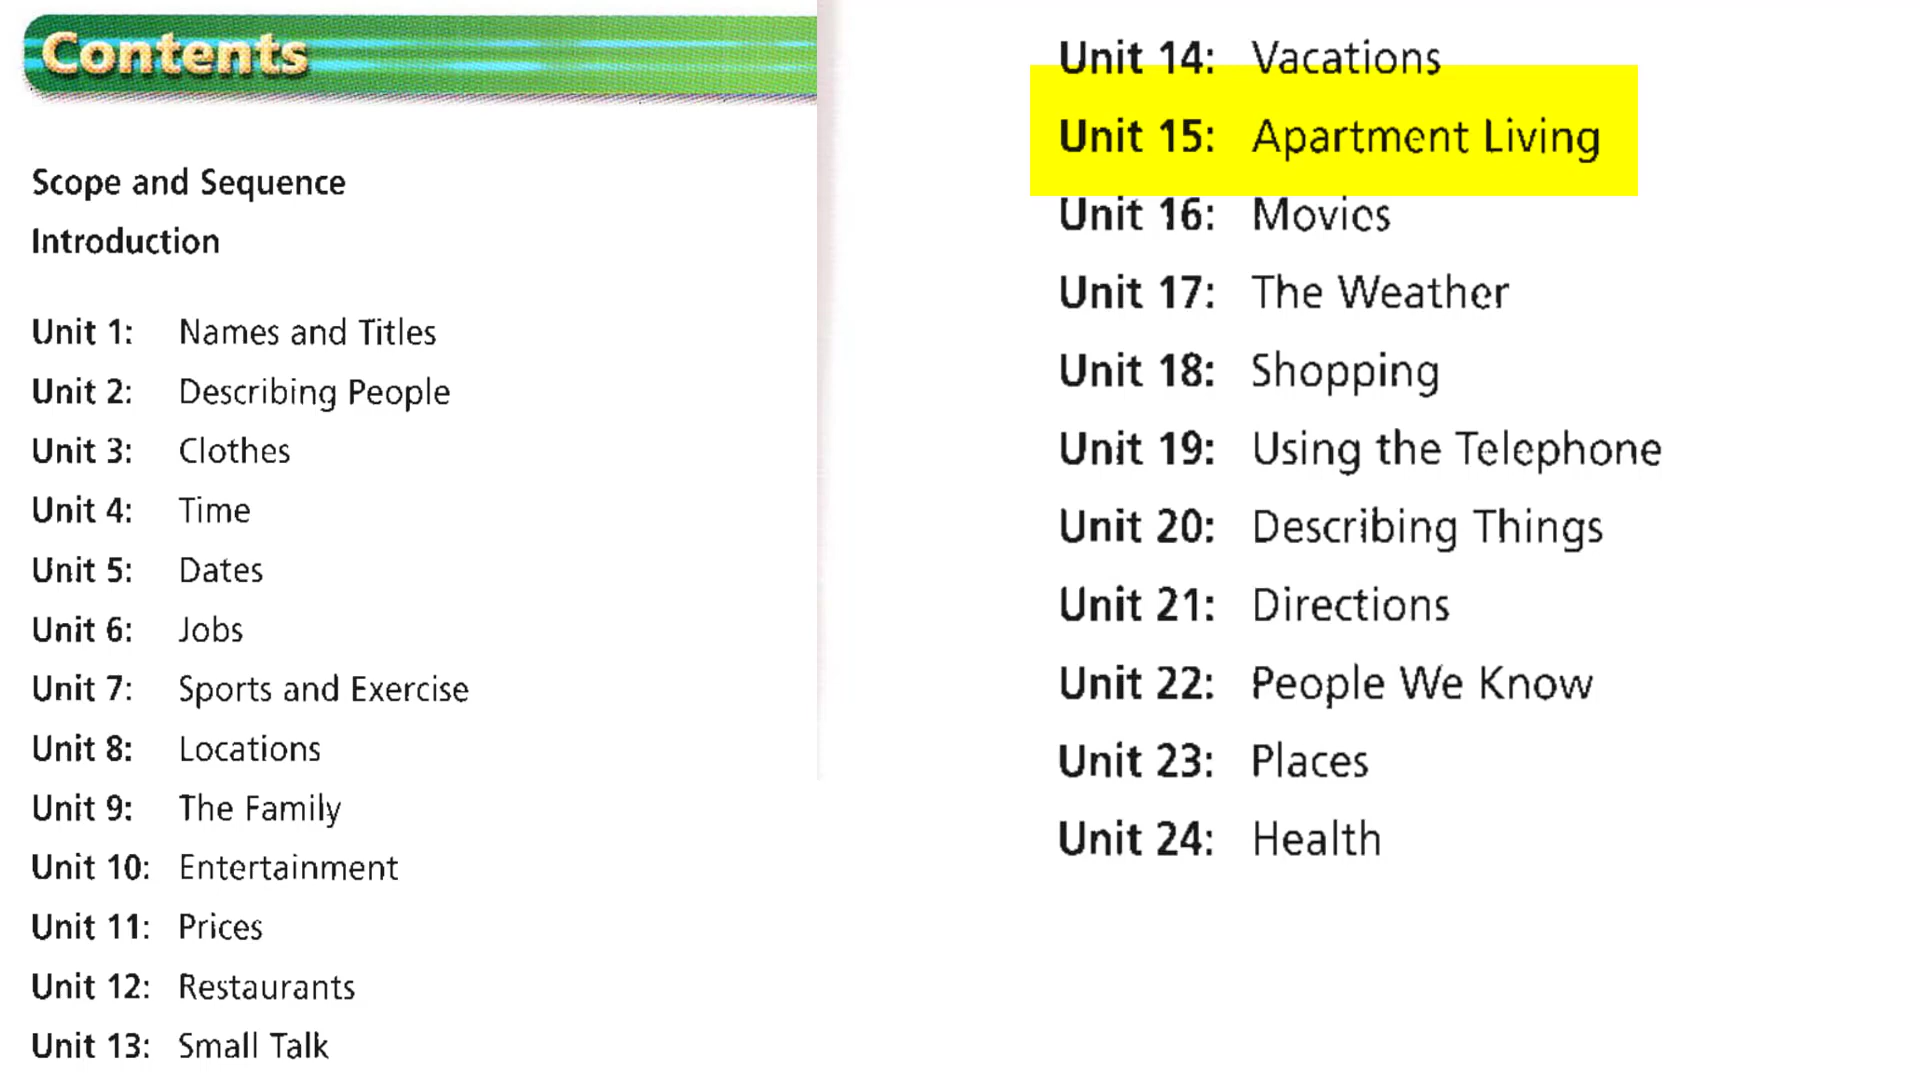 Contents
Scope and Sequence
Introduction
Unit 1: Names and Titles
Unit 2: Describing People
Unit 3: Clothes
Unit 4: Time
Unit 5: Dates
Unit 6: Jobs
Unit 7: Sports and Exercise
Unit 8: Locations
Unit 9: The Family
Unit 10: Entertainment
Unit 11: Prices
Unit 12: Restaurants
Unit 13: Small Talk
Unit 14: Vacations
Unit 15: Apartment Living
Unit 16: Movies
Unit 17: The Weather
Unit 18: Shopping
Unit 19: Using the Telephone
Unit 20: Describing Things
Unit 21: Directions
Unit 22: People We Know
Unit 23: Places
Unit 24: Health